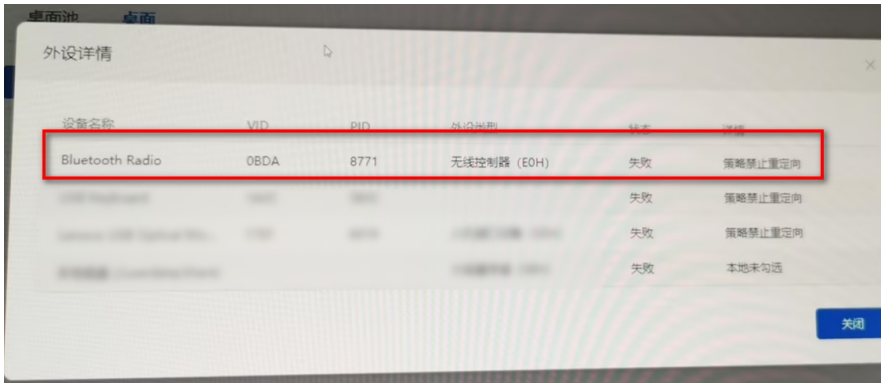 桌面池 桌面
外设详情
设备名称 VID PID 外设类型 状态 详情
Bluetooth Radio 0BDA 8771 无线控制器（E0H） 失败 策略禁止重定向
失败 策略禁止重定向
失败 策略禁止重定向
失败 本地未勾选
关闭